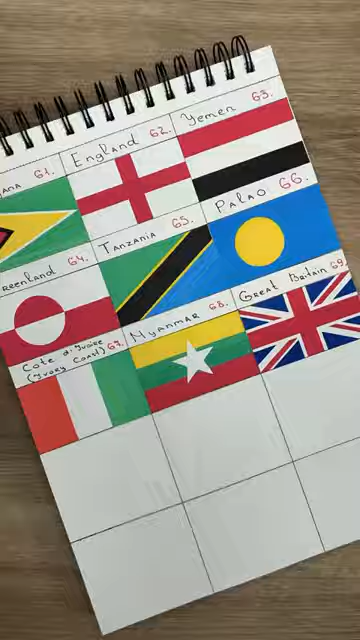 ana 61.
England 62.
Yemen 63.
reenland 64.
Tanzania 65.
Palao 66.
Cote d'Ivoire
(Ivory Coast) 67.
Myanmar 68.
Great Britain 69